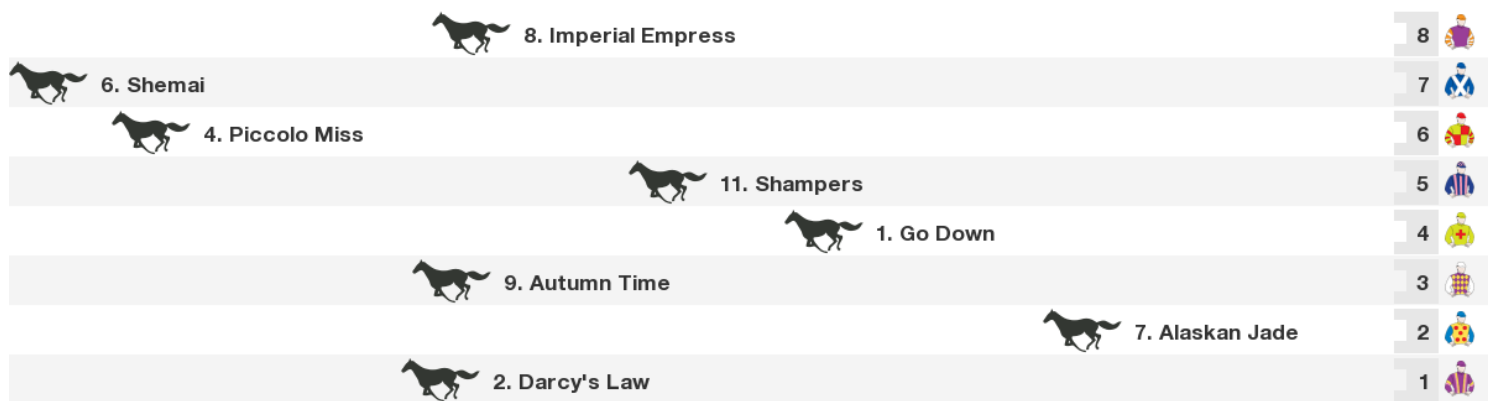 8. Imperial Empress 8
6. Shemai 7
4. Piccolo Miss 6
11. Shampers 5
1. Go Down 4
9. Autumn Time 3
7. Alaskan Jade 2
2. Darcy's Law 1